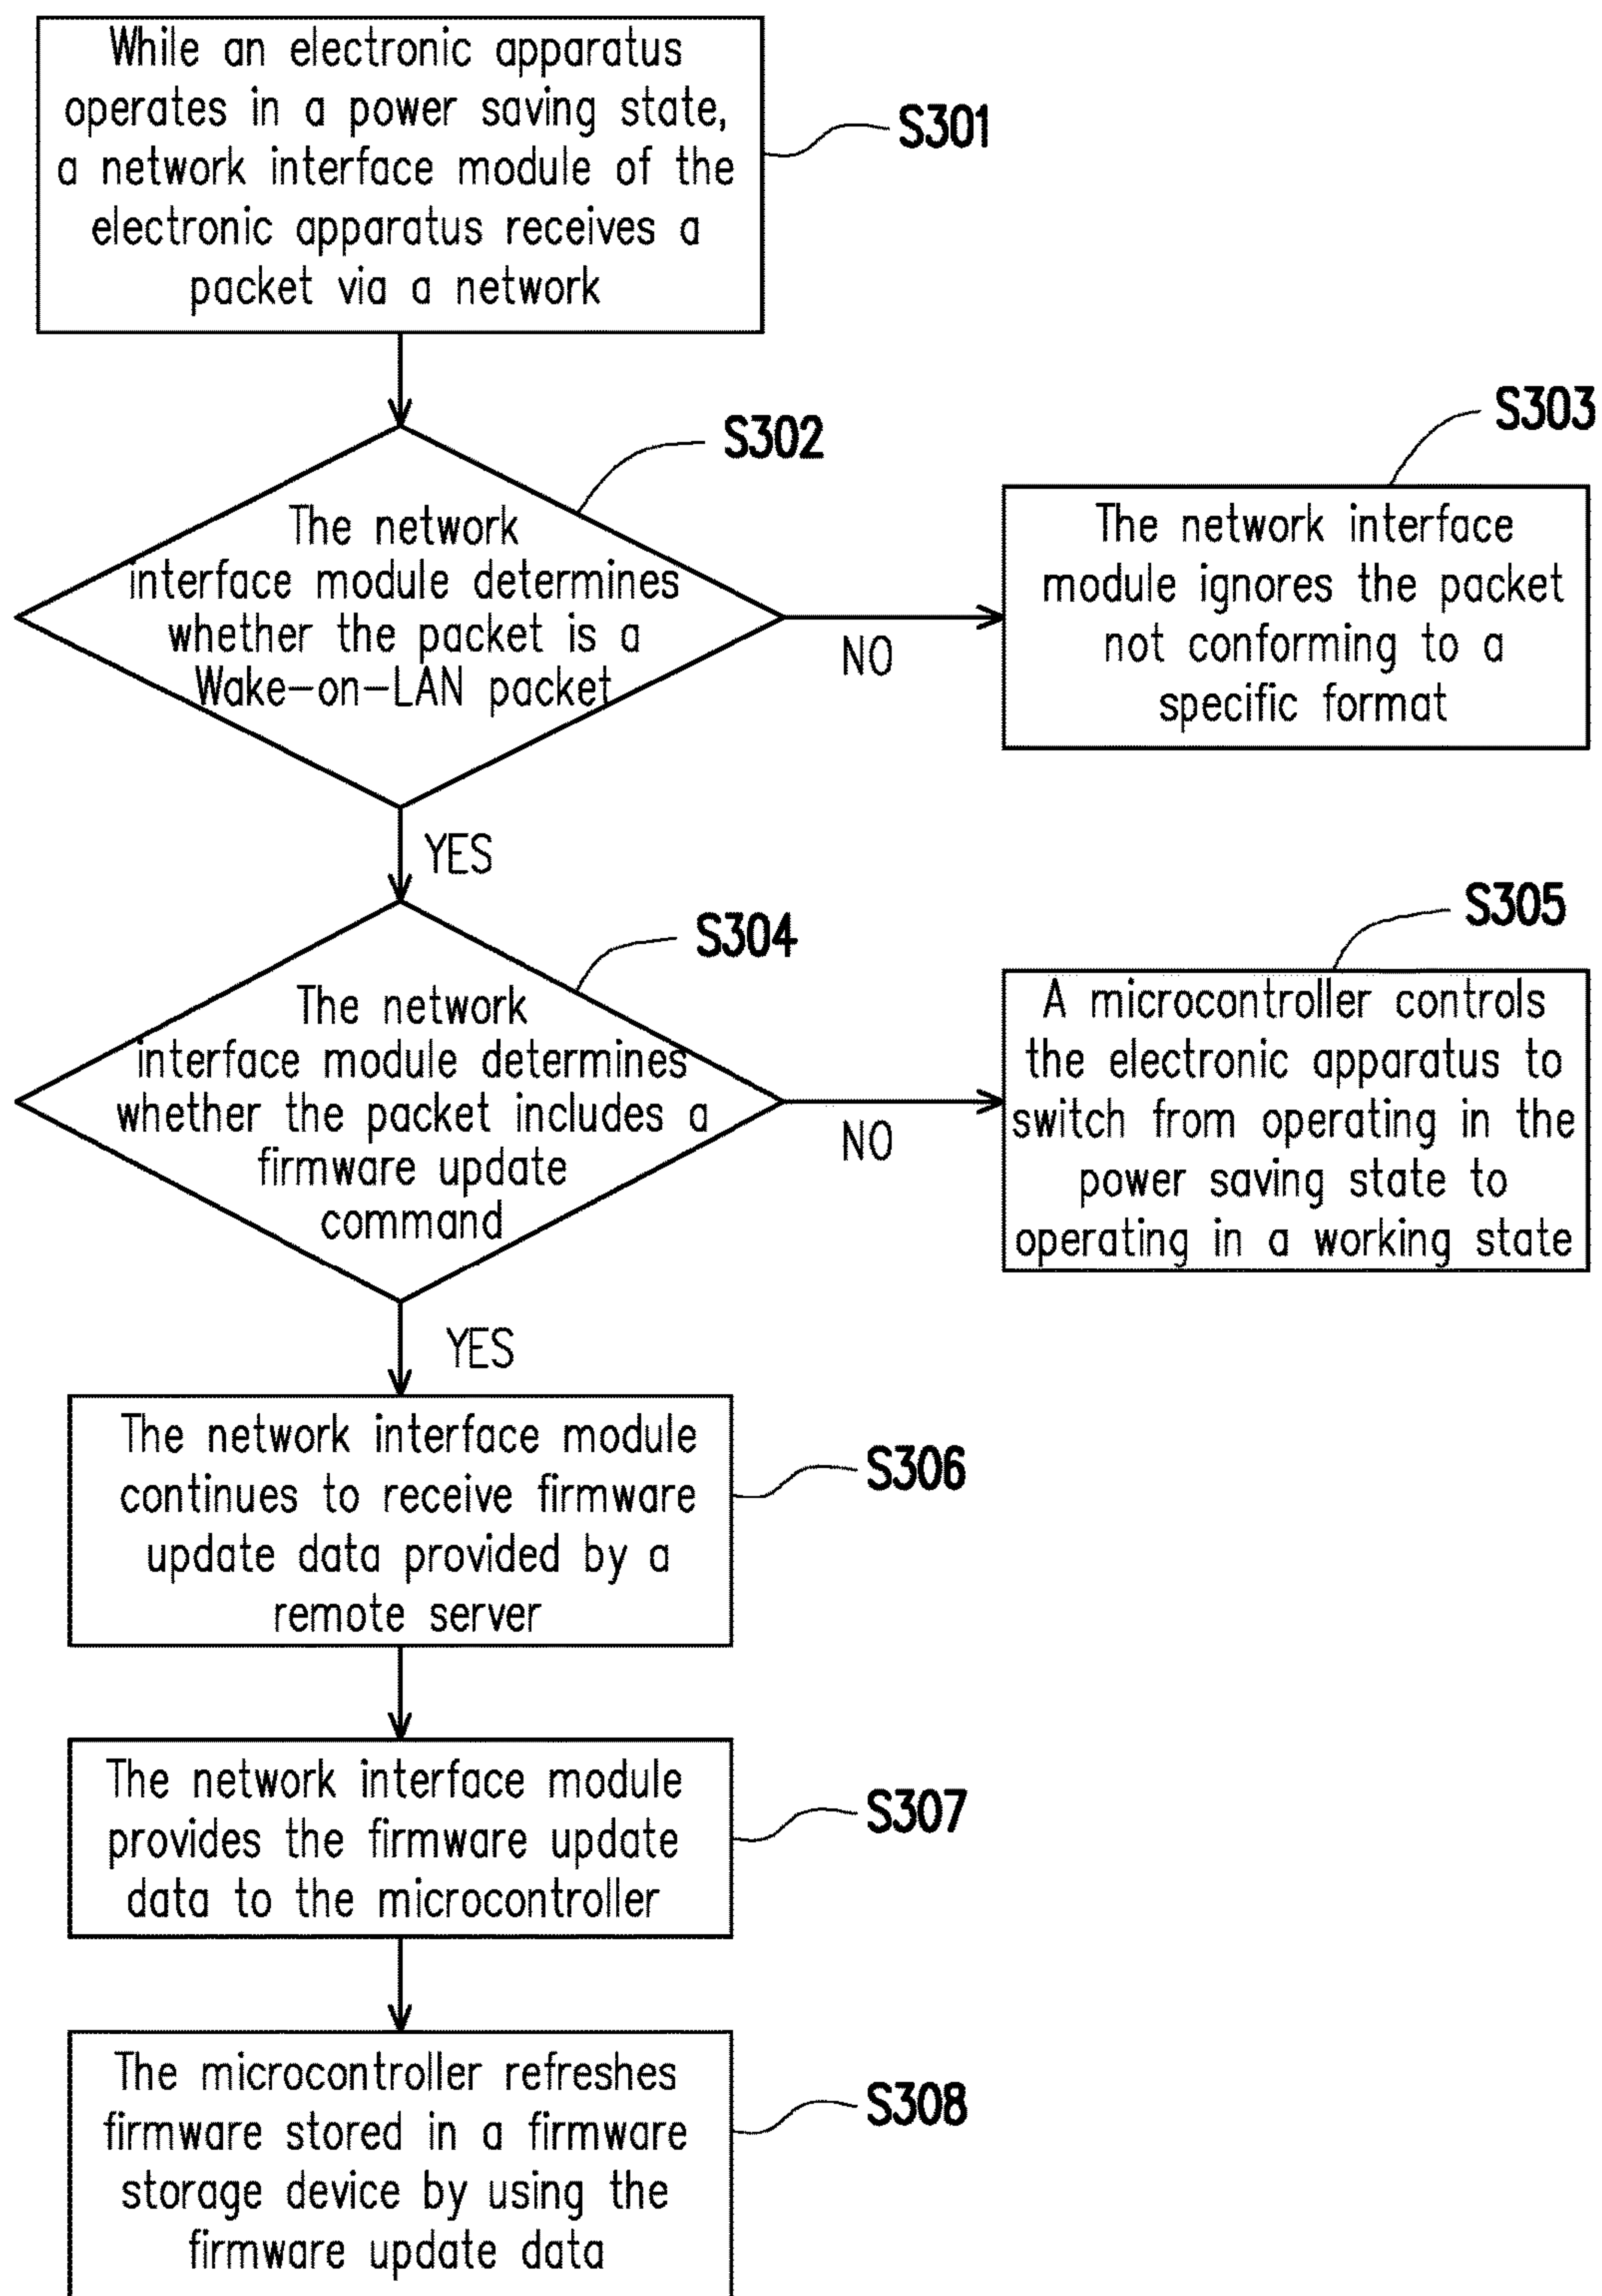 While an electronic apparatus
operates in a power saving state,
a network interface module of the
electronic apparatus receives a
packet via a network
S301
S302
The network
interface module determines
whether the packet is a
Wake-on-LAN packet
NO
S303
The network interface
module ignores the packet
not conforming to a
specific format
YES
S304
The network
interface module determines
whether the packet includes a
firmware update
command
NO
S305
A microcontroller controls
the electronic apparatus to
switch from operating in the
power saving state to
operating in a working state
YES
The network interface module
continues to receive firmware
update data provided by a
remote server
S306
The network interface module
provides the firmware update
data to the microcontroller
S307
The microcontroller refreshes
firmware stored in a firmware
storage device by using the
firmware update data
S308